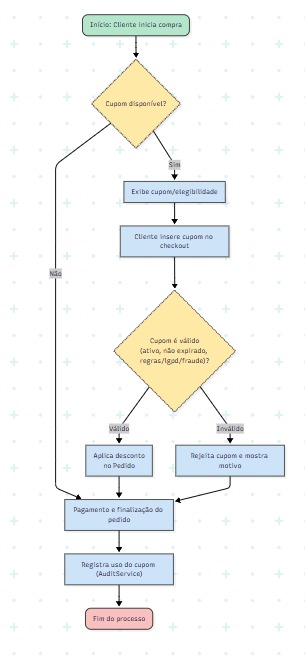 Início: Cliente inicia compra
Cupom disponível?
Sim
Exibe cupom/elegibilidade
Cliente insere cupom no
checkout
Não
Cupom é válido
(ativo, não expirado,
regras/lgpd/fraude)?
Válido
Inválido
Aplica desconto
no Pedido
Rejeita cupom e mostra
motivo
Pagamento e finalização do
pedido
Registra uso do cupom
(AuditService)
Fim do processo